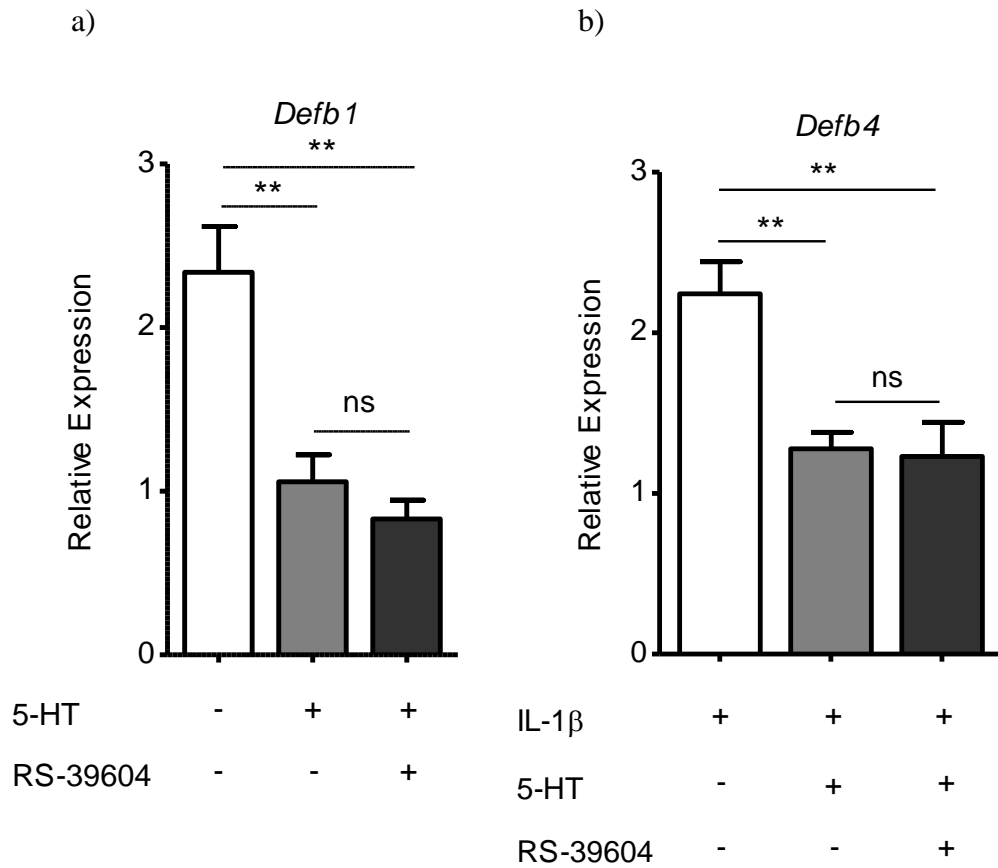 a)
Defb1
**
**
ns
3
2
1
0
Relative Expression
5-HT - + +
RS-39604 - - +
b)
Defb4
**
**
ns
3
2
1
0
Relative Expression
IL-1β + + +
5-HT - + +
RS-39604 - - +